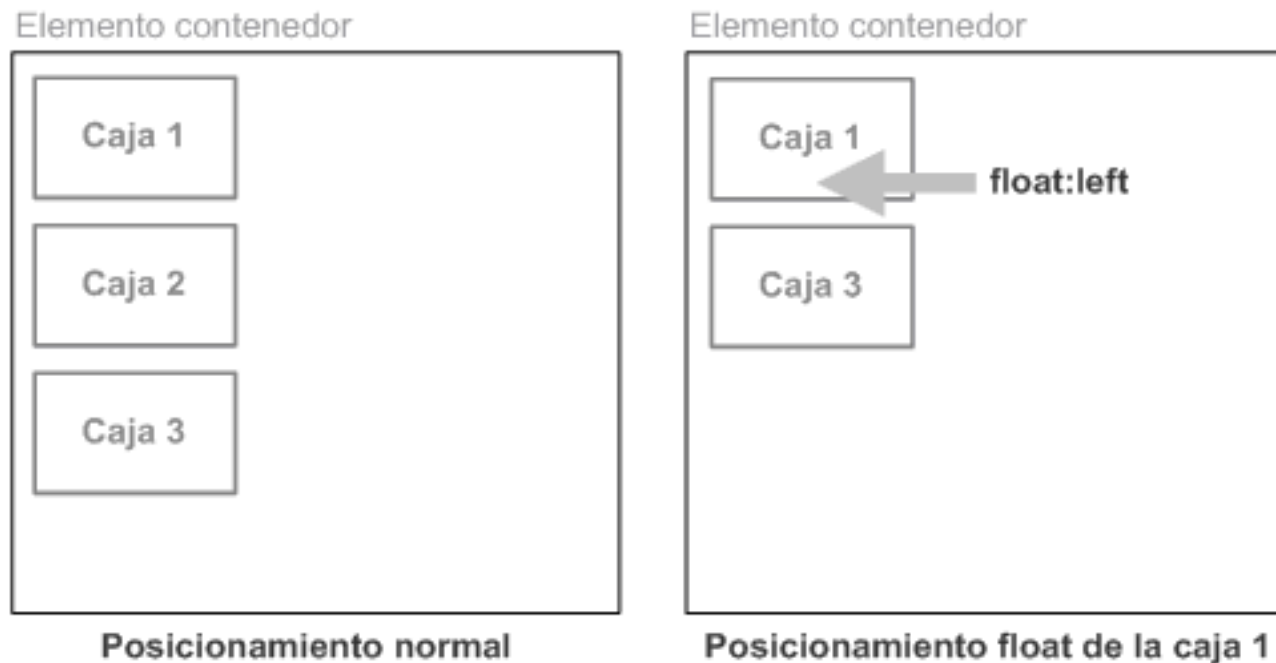 Elemento contenedor
Caja 1
Caja 2
Caja 3
Posicionamiento normal
Elemento contenedor
Caja 1
float:left
Caja 3
Posicionamiento float de la caja 1